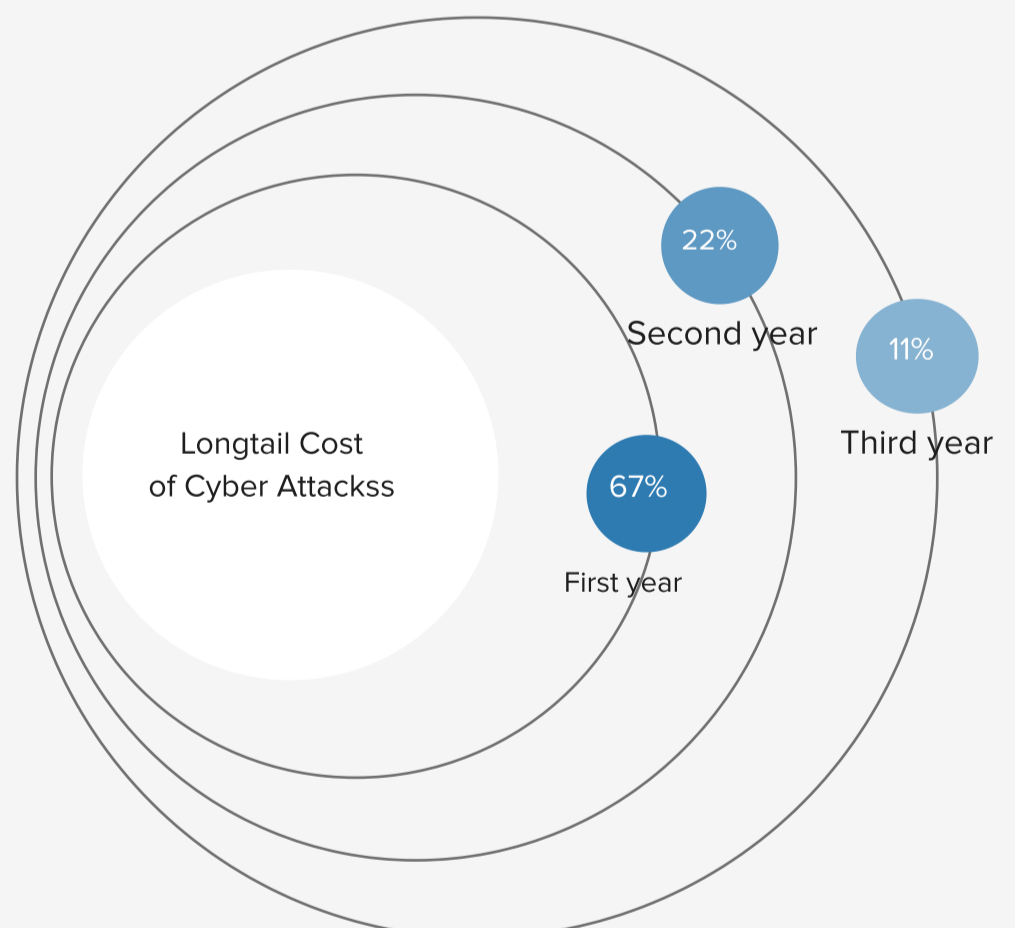 22%
Second year
11%
Third year
Longtail Cost
of Cyber Attackss
67%
First year